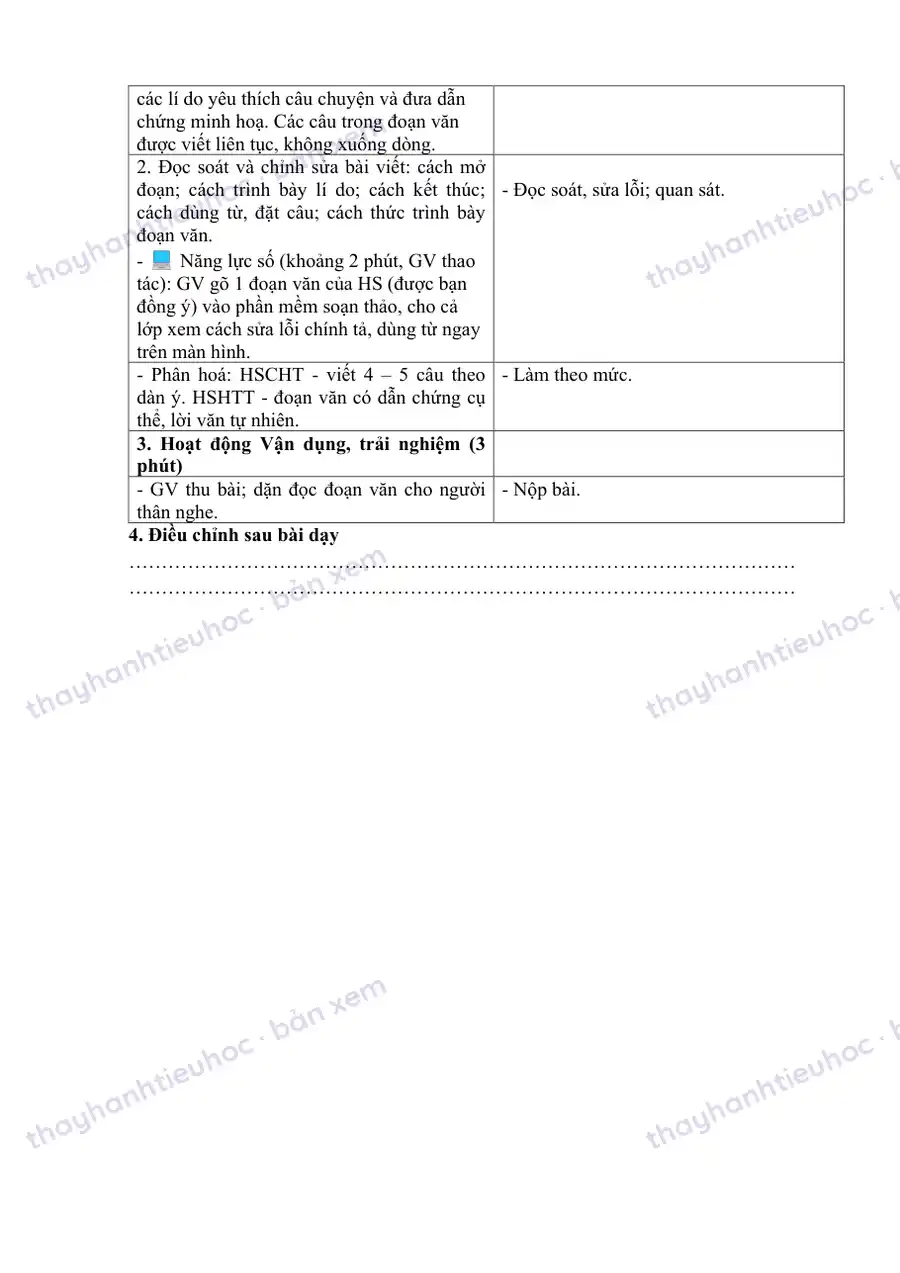 các lí do yêu thích câu chuyện và đưa dẫn
chứng minh hoạ. Các câu trong đoạn văn
được viết liên tục, không xuống dòng.
2. Đọc soát và chỉnh sửa bài viết: cách mở
đoạn; cách trình bày lí do; cách kết thúc;
cách dùng từ, đặt câu; cách thức trình bày
đoạn văn.
- Đọc soát, sửa lỗi; quan sát.
- Năng lực số (khoảng 2 phút, GV thao
tác): GV gõ 1 đoạn văn của HS (được bạn
đồng ý) vào phần mềm soạn thảo, cho cả
lớp xem cách sửa lỗi chính tả, dùng từ ngay
trên màn hình.
- Phân hoá: HSCHT - viết 4 – 5 câu theo
dàn ý. HSHTT - đoạn văn có dẫn chứng cụ
thể, lời văn tự nhiên.
- Làm theo mức.
3. Hoạt động Vận dụng, trải nghiệm (3
phút)
- GV thu bài; dặn đọc đoạn văn cho người
thân nghe.
- Nộp bài.
4. Điều chỉnh sau bài dạy
……………………………………………………………………………………………
……………………………………………………………………………………………
thayhanhtieuhoc · bản xem
thayhanhtieuhoc · b
thayhanhtieuhoc · bản xem
thayhanhtieuhoc · b
thayhanhtieuhoc · bản xem
thayhanhtieuhoc · b